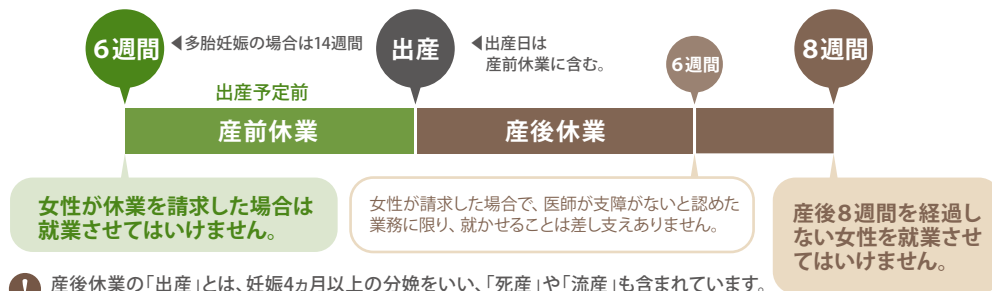 6週間
◀多胎妊娠の場合は14週間
出産
◀出産日は
産前休業に含む。
6週間
8週間
出産予定前
産前休業
産後休業
女性が休業を請求した場合は
就業させてはいけません。
女性が請求した場合で、医師が支障がないと認めた
業務に限り、就かせることは差し支えありません。
産後8週間を経過し
ない女性を就業させ
てはいけません。
! 産後休業の「出産」とは、妊娠4ヵ月以上の分娩をいい、「死産」や「流産」も含まれています。